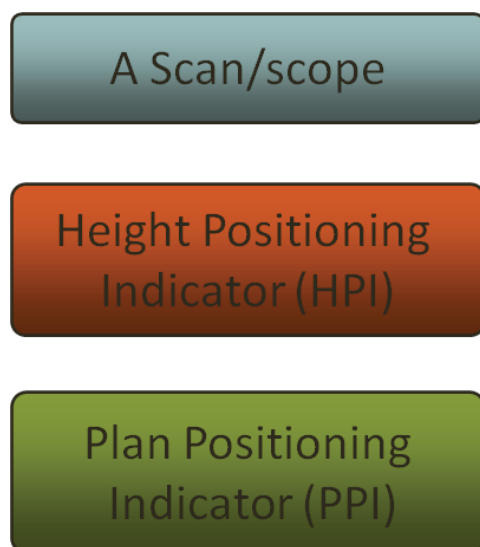 A Scan/scope
Height Positioning
Indicator (HPI)
Plan Positioning
Indicator (PPI)